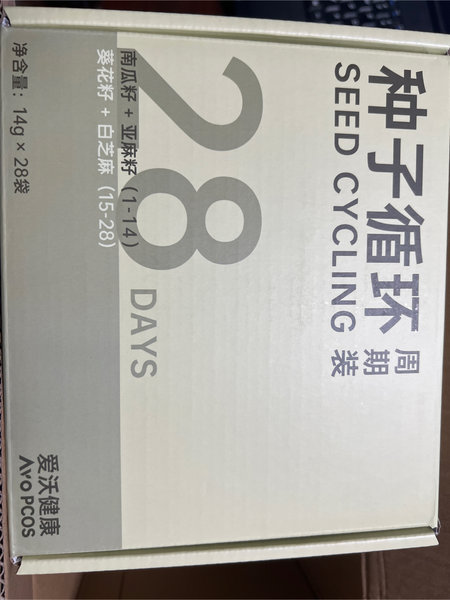 种子循环 周期装
SEED CYCLING
28 DAYS
南瓜籽 + 亚麻籽 (1-14)
葵花籽 + 白芝麻 (15-28)
净含量：14g × 28袋
爱沃健康
AYO PCOS